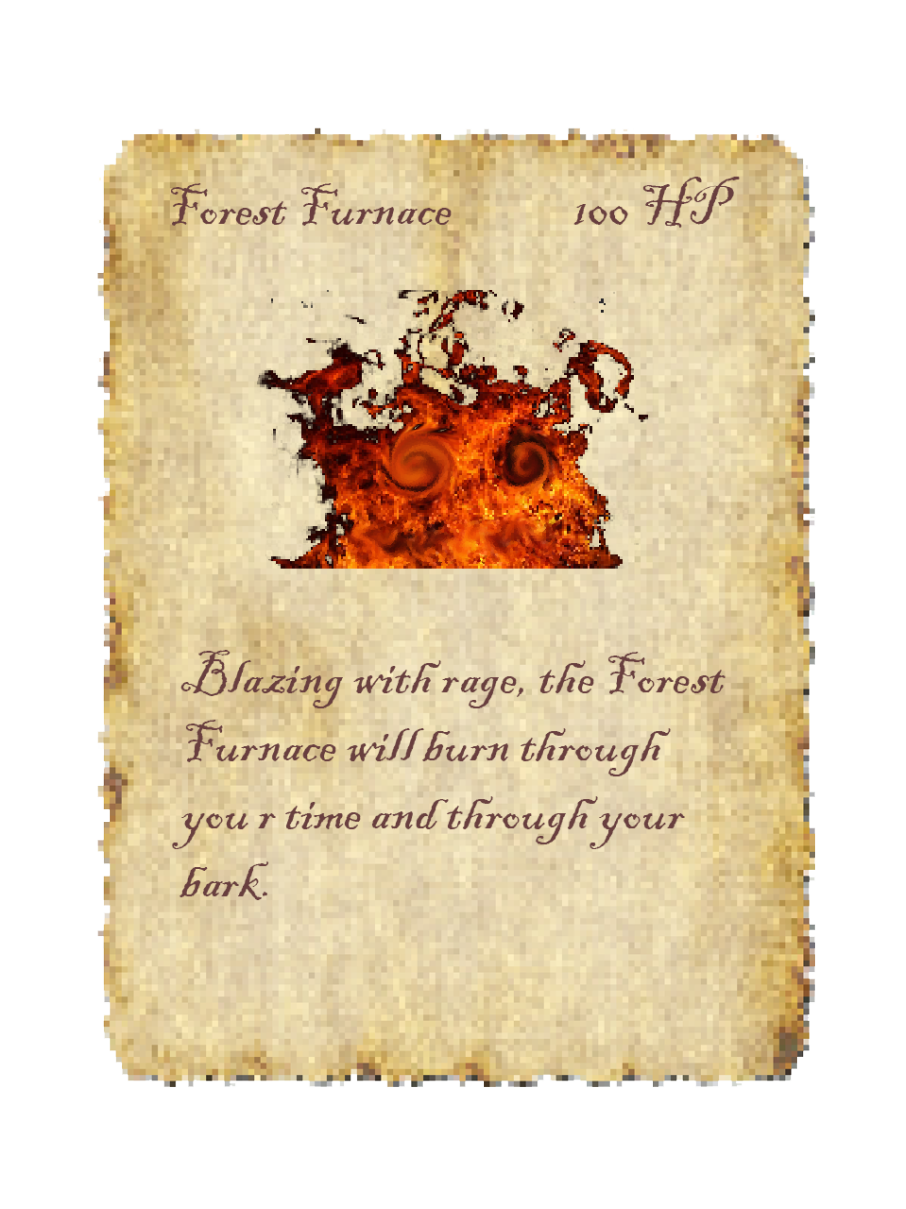 Forest Furnace 100 HP
Blazing with rage, the Forest
Furnace will burn through
you r time and through your
bark.